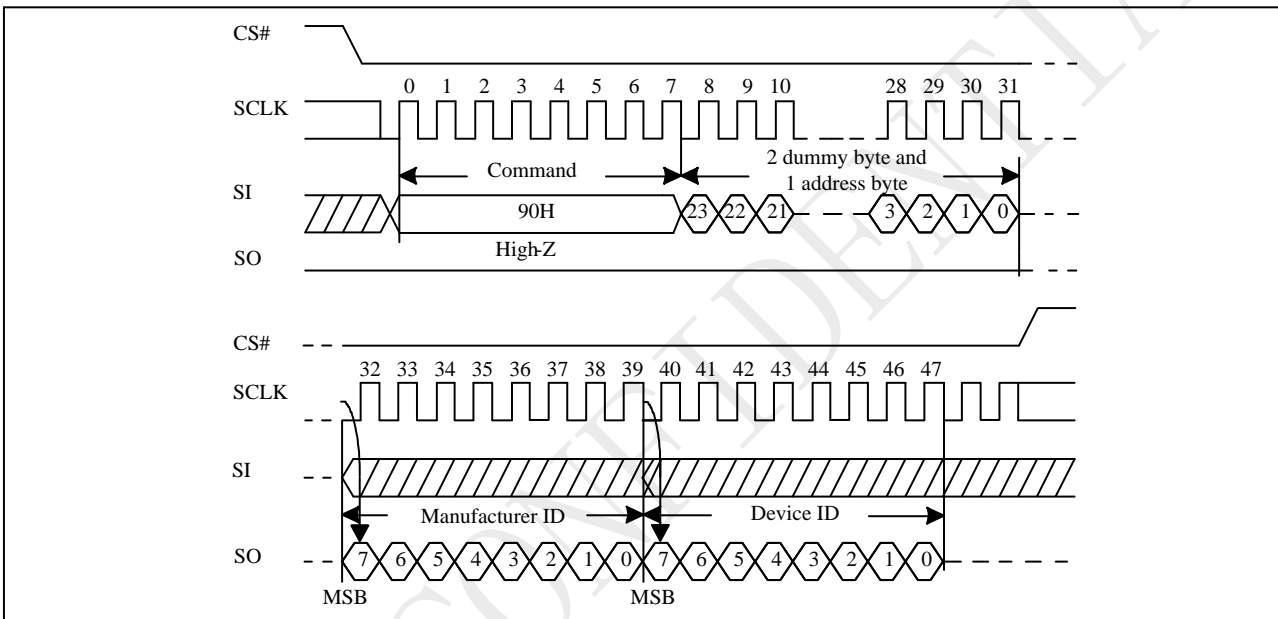 CS#
0 1 2 3 4 5 6 7 8 9 10 28 29 30 31
SCLK
Command
2 dummy byte and
1 address byte
SI
90H
23 22 21 3 2 1 0
High-Z
SO
CS#
32 33 34 35 36 37 38 39 40 41 42 43 44 45 46 47
SCLK
SI
Manufacturer ID
Device ID
SO
7 6 5 4 3 2 1 0 7 6 5 4 3 2 1 0
MSB MSB
CONFIDENTIA